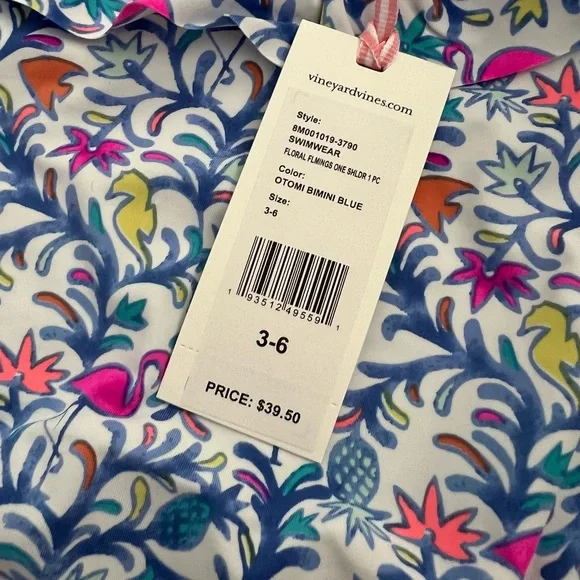 vineyardvines.com
Style:
8M001019-3790
SWIMWEAR
FLORAL FLMINGS ONE SHLDR 1 PC
Color:
OTOMI BIMINI BLUE
Size:
3-6
1 93512 49559 1
3-6
PRICE: $39.50